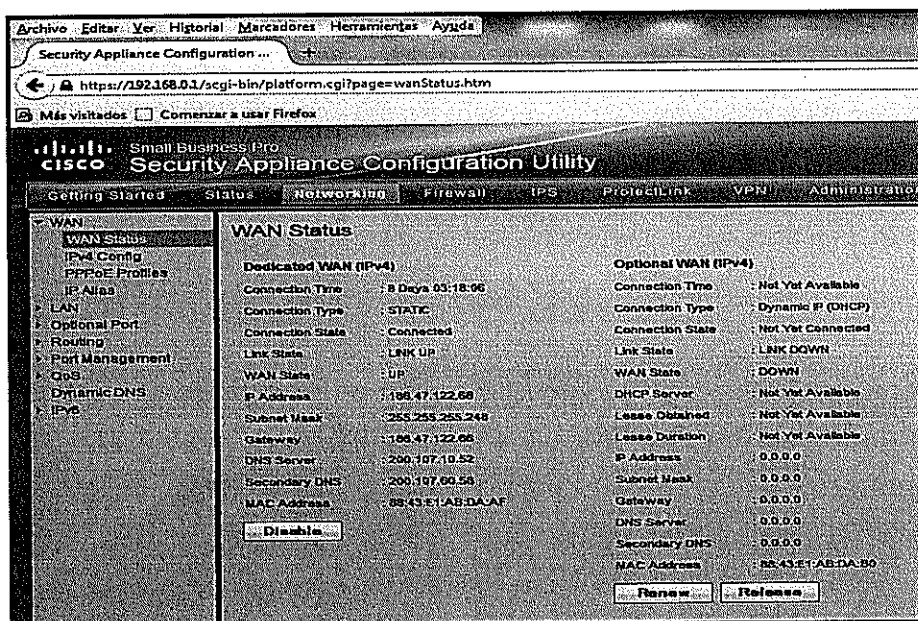 Archivo Editar Ver Historial Marcadores Herramientas Ayuda
Security Appliance Configuration ... +
https://192.168.0.1/scgi-bin/platform.cgi?page=wanStatus.htm
Más visitados Comenzar a usar Firefox
CISCO Small Business Pro
Security Appliance Configuration Utility
Getting Started Status Networking Firewall IPS ProtectLink VPN Administratio
WAN
WAN Status
IPv4 Config
PPPoE Profiles
IP Alias
LAN
Optional Port
Routing
Port Management
QoS
Dynamic DNS
IPv6
WAN Status
Dedicated WAN (IPv4)
Connection Time : 8 Days 03:18:06
Connection Type : STATIC
Connection State : Connected
Link State : LINK UP
WAN State : UP
IP Address : 186.47.122.68
Subnet Mask : 255.255.255.248
Gateway : 186.47.122.66
DNS Server : 200.107.10.52
Secondary DNS : 200.107.60.58
MAC Address : 88:43:E1:AB:DA:AF
Disable
Optional WAN (IPv4)
Connection Time : Not Yet Available
Connection Type : Dynamic IP (DHCP)
Connection State : Not Yet Connected
Link State : LINK DOWN
WAN State : DOWN
DHCP Server : Not Yet Available
Lease Obtained : Not Yet Available
Lease Duration : Not Yet Available
IP Address : 0.0.0.0
Subnet Mask : 0.0.0.0
Gateway : 0.0.0.0
DNS Server : 0.0.0.0
Secondary DNS : 0.0.0.0
MAC Address : 88:43:E1:AB:DA:B0
Renew Release